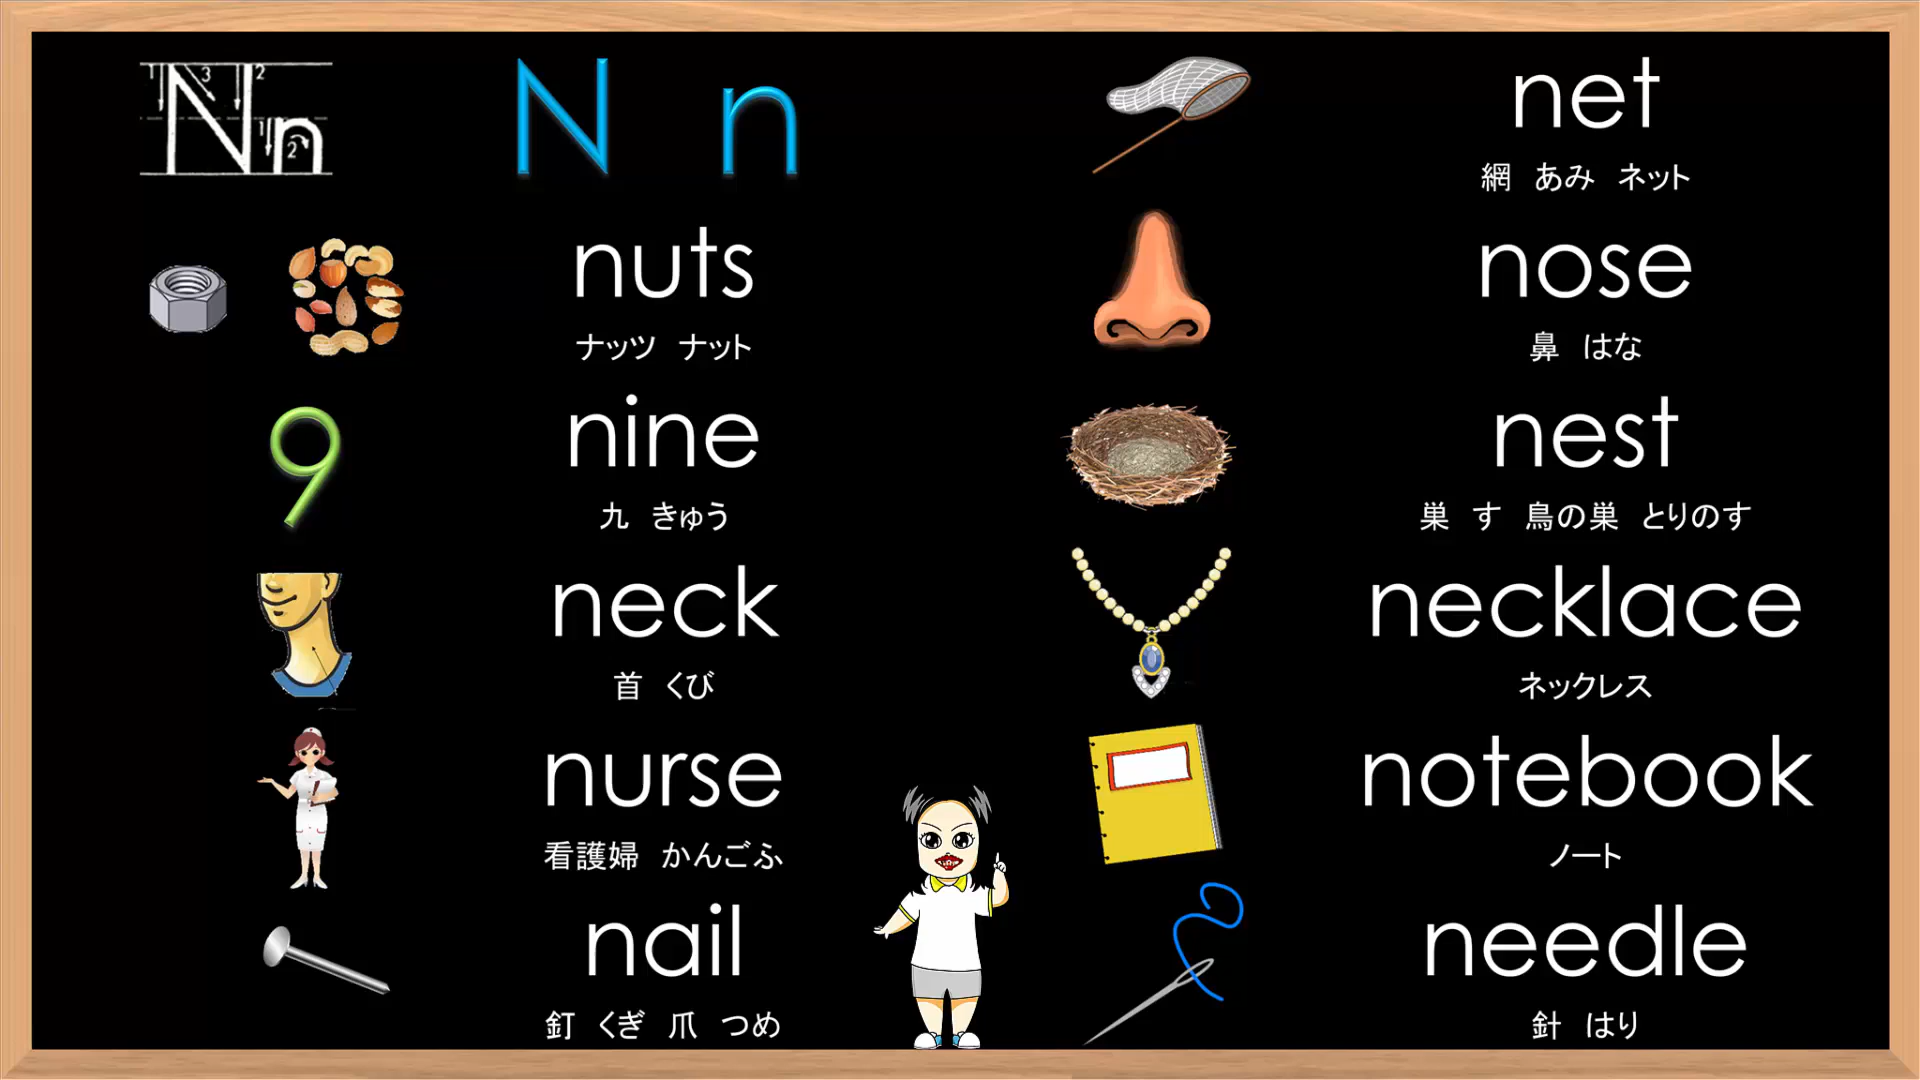 Nn
N n
nuts
ナッツ ナット
9
nine
九 きゅう
neck
首 くび
nurse
看護婦 かんごふ
nail
釘 くぎ 爪 つめ
net
網 あみ ネット
nose
鼻 はな
nest
巣 す 鳥の巣 とりのす
necklace
ネックレス
notebook
ノート
needle
針 はり